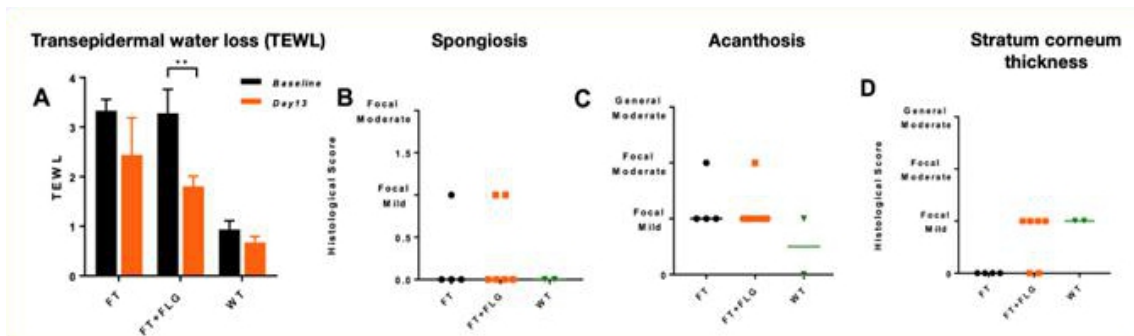 Transepidermal water loss (TEWL)
Spongiosis
Acanthosis
Stratum corneum
thickness
A
TEWL
4
3
2
1
0
**
Baseline
Day13
FT
FT+FLG
WT
B
Histological Score
Focal
Moderate
1.5
Focal
Mild
0.5
0.0
FT
FT+FLG
WT
C
General
Moderate
Focal
Moderate
Focal
Mild
0
FT
FT+FLG
WT
D
Histological Score
General
Moderate
Focal
Moderate
Focal
Mild
0
FT
FT+FLG
WT